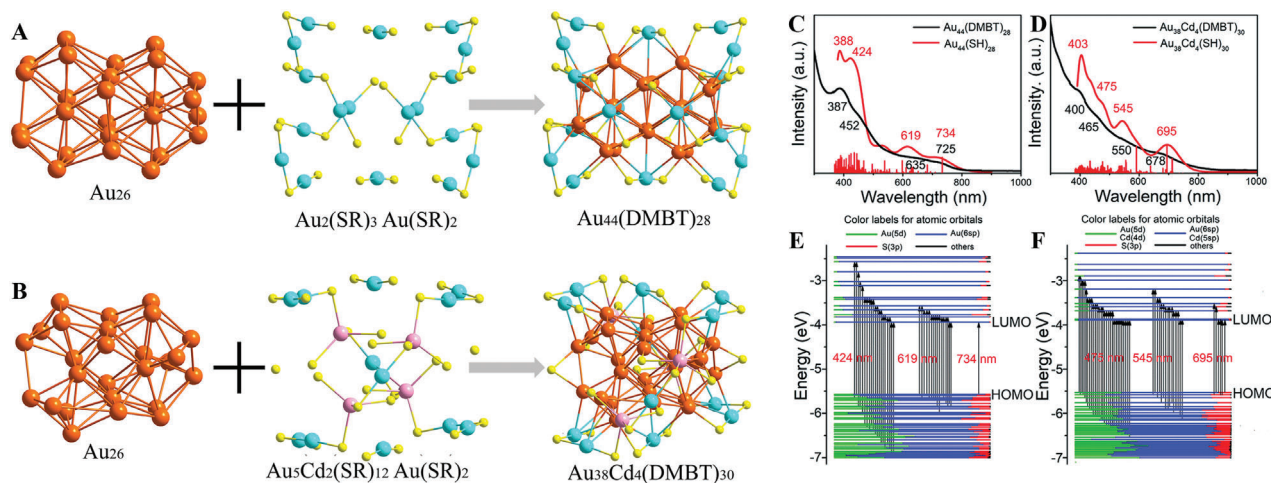 A
Au₂₆
Au₂(SR)₃ Au(SR)₂
Au₄₄(DMBT)₂₈
B
Au₂₆
Au₅Cd₂(SR)₁₂ Au(SR)₂
Au₃₈Cd₄(DMBT)₃₀
C
Intensity (a.u.)
Au₄₄(DMBT)₂₈
Au₄₄(SH)₂₈
388
424
387
452
619
734
635
725
400 600 800 1000
Wavelength (nm)
D
Intensity (a.u.)
Au₃₈Cd₄(DMBT)₃₀
Au₃₈Cd₄(SH)₃₀
403
475
545
695
400
465
550
678
400 600 800 1000
Wavelength (nm)
E
Color labels for atomic orbitals
Au(5d) Au(6sp)
S(3p) others
Energy (eV)
-3
-4
-5
-6
-7
LUMO
424 nm 619 nm 734 nm
HOMO
F
Color labels for atomic orbitals
Au(5d) Au(6sp)
Cd(4d) Cd(5sp)
S(3p) others
Energy (eV)
-3
-4
-5
-6
-7
LUMO
475 nm 545 nm 695 nm
HOMO